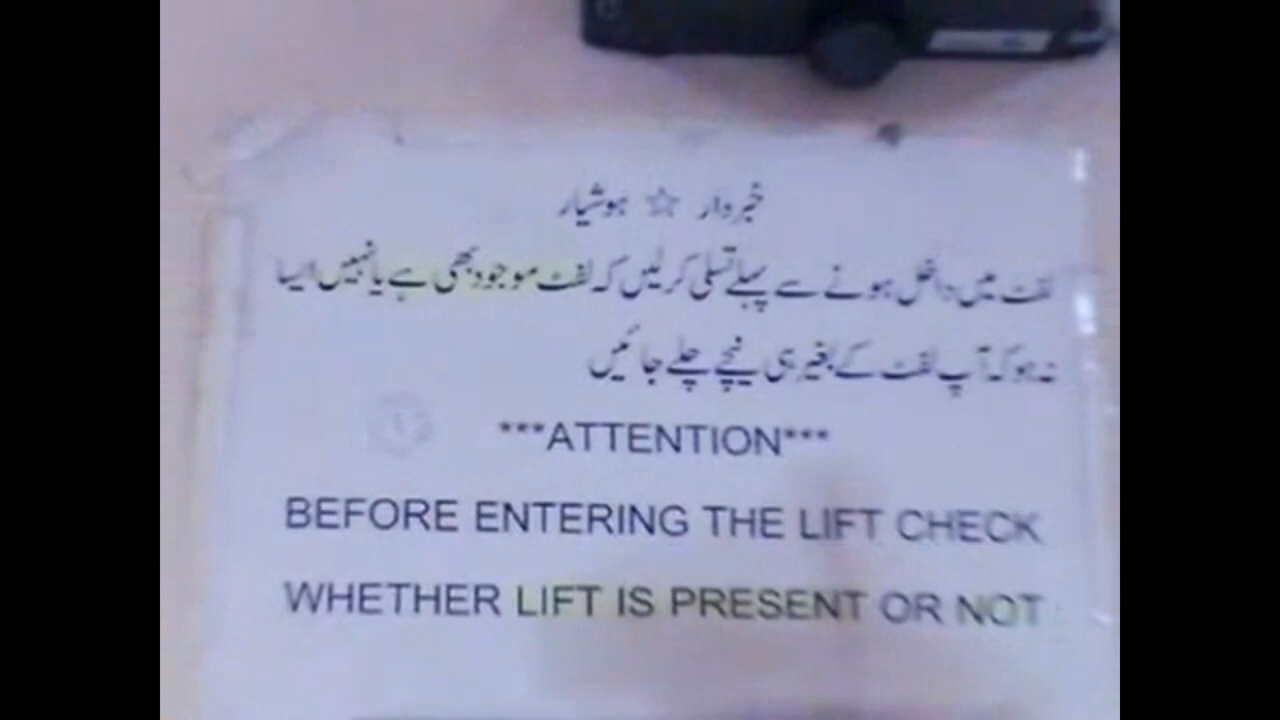 خبردار ☆ ہوشیار
لفٹ میں داخل ہونے سے پہلے تسلی کرلیں کہ لفٹ موجود بھی ہے یا نہیں ایسا
نہ ہو کہ آپ لفٹ کے بغیر ہی نیچے چلے جائیں
***ATTENTION***
BEFORE ENTERING THE LIFT CHECK
WHETHER LIFT IS PRESENT OR NOT